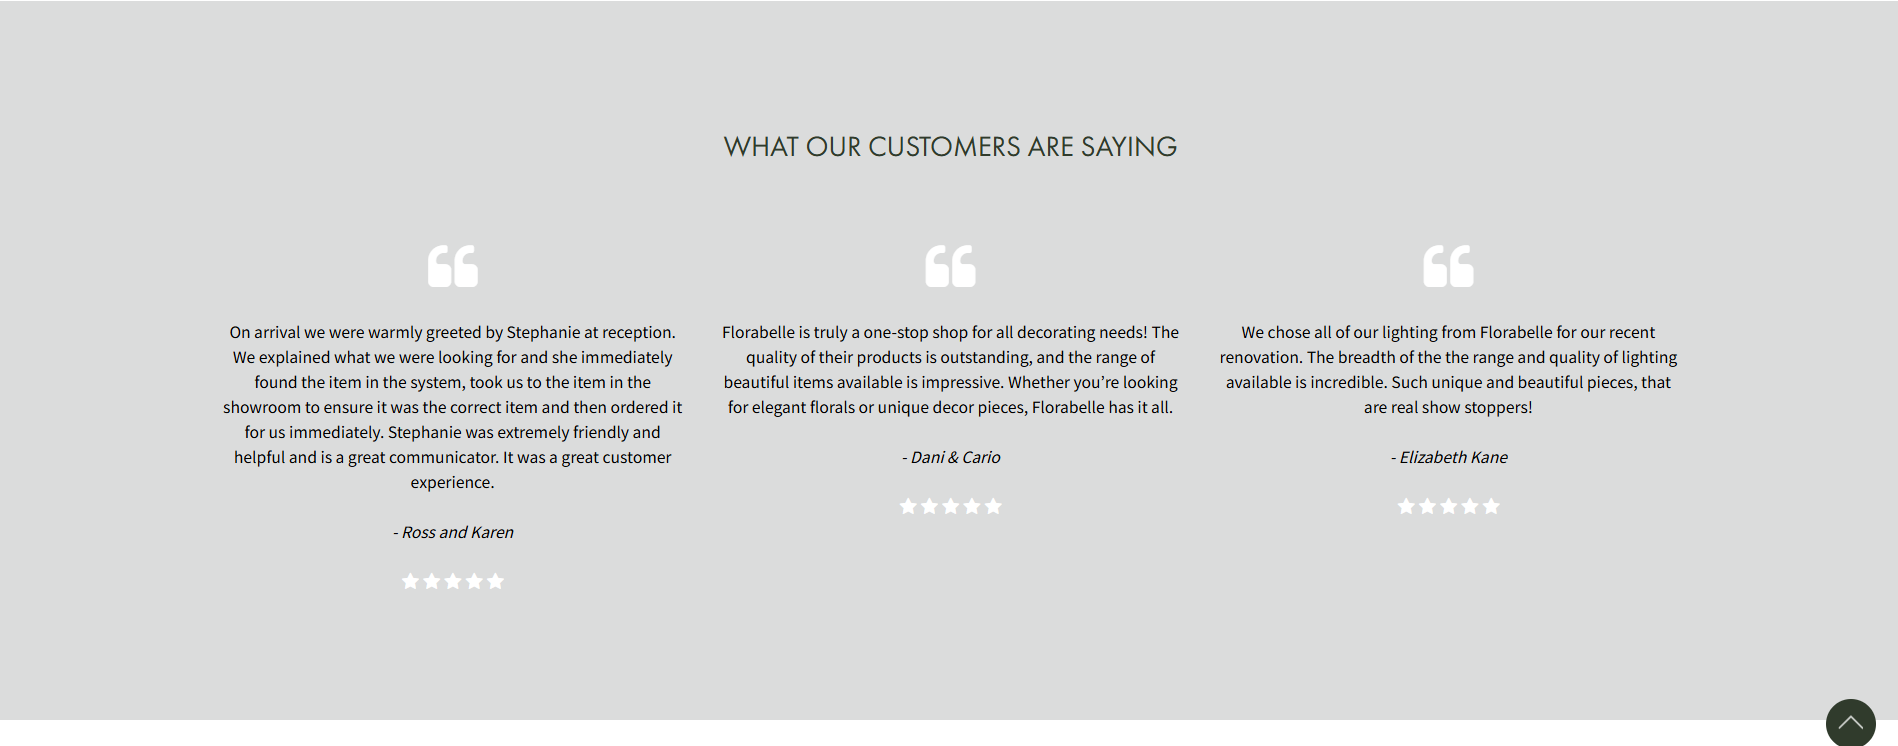 WHAT OUR CUSTOMERS ARE SAYING
On arrival we were warmly greeted by Stephanie at reception.
We explained what we were looking for and she immediately
found the item in the system, took us to the item in the
showroom to ensure it was the correct item and then ordered it
for us immediately. Stephanie was extremely friendly and
helpful and is a great communicator. It was a great customer
experience.
- Ross and Karen
Florabelle is truly a one-stop shop for all decorating needs! The
quality of their products is outstanding, and the range of
beautiful items available is impressive. Whether you’re looking
for elegant florals or unique decor pieces, Florabelle has it all.
- Dani & Cario
We chose all of our lighting from Florabelle for our recent
renovation. The breadth of the the range and quality of lighting
available is incredible. Such unique and beautiful pieces, that
are real show stoppers!
- Elizabeth Kane